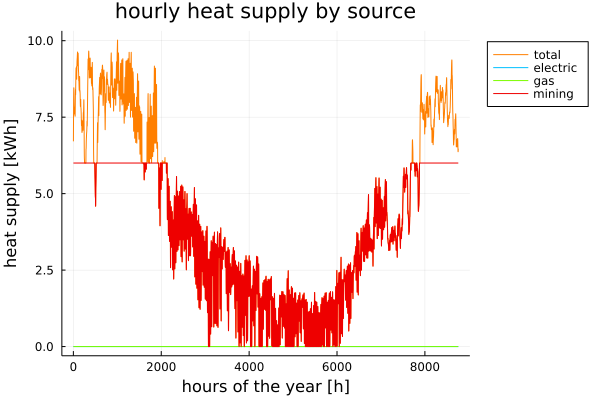 hourly heat supply by source
10.0
7.5
5.0
2.5
0.0
heat supply [kWh]
0
2000
4000
6000
8000
hours of the year [h]
total
electric
gas
mining